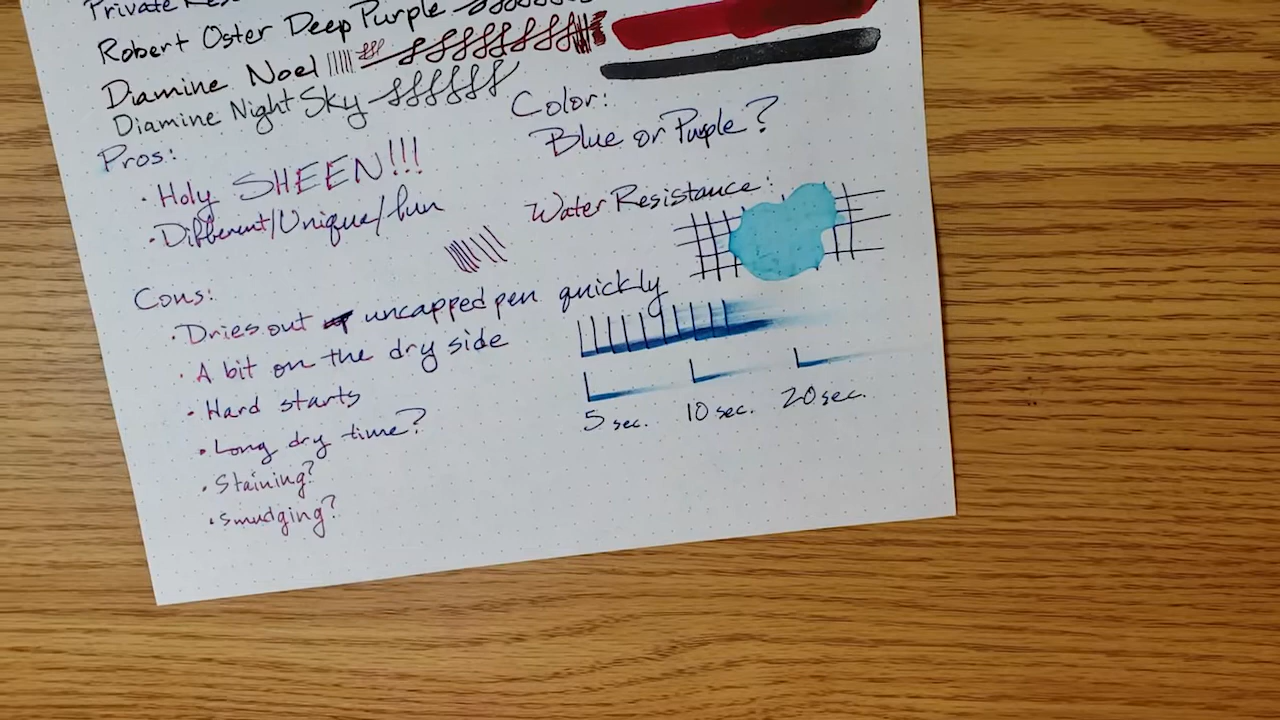 Private Res
Robert Oster Deep Purple
Diamine Noel
Diamine Night Sky
Pros:
· Holy SHEEN!!!
· Different/Unique/fun
Cons:
· Dries out uncapped pen quickly
· A bit on the dry side
· Hard starts
· Long dry time?
· Staining?
· Smudging?
Color:
Blue or Purple?
Water Resistance:
5 sec. 10 sec. 20 sec.